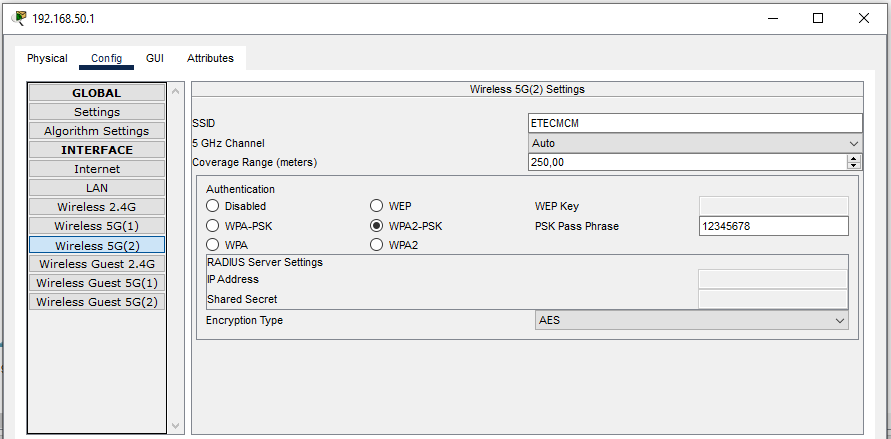 192.168.50.1
Physical Config GUI Attributes
GLOBAL
Settings
Algorithm Settings
INTERFACE
Internet
LAN
Wireless 2.4G
Wireless 5G(1)
Wireless 5G(2)
Wireless Guest 2.4G
Wireless Guest 5G(1)
Wireless Guest 5G(2)
Wireless 5G(2) Settings
SSID ETECMCM
5 GHz Channel Auto
Coverage Range (meters) 250,00
Authentication
Disabled WEP WEP Key
WPA-PSK WPA2-PSK PSK Pass Phrase 12345678
WPA WPA2
RADIUS Server Settings
IP Address
Shared Secret
Encryption Type AES